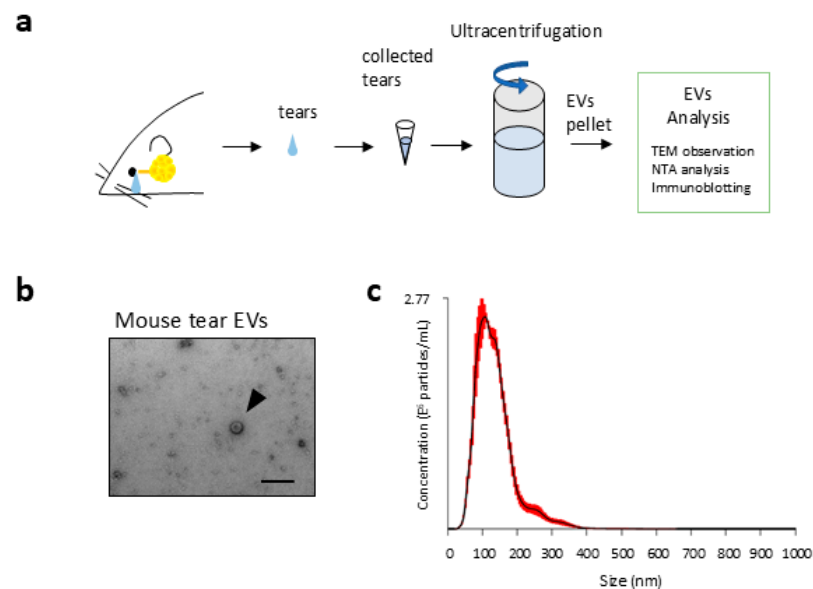 a
Ultracentrifugation
collected
tears
tears
EVs
pellet
EVs
Analysis
TEM observation
NTA analysis
Immunoblotting
b
Mouse tear EVs
c
2.77
Concentration (E⁶ particles/mL)
0 100 200 300 400 500 600 700 800 900 1000
Size (nm)